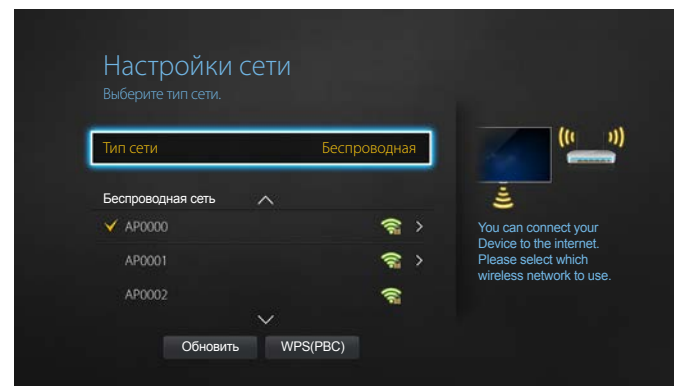 Настройки сети
Выберите тип сети.
Тип сети Беспроводная
Беспроводная сеть
AP0000
AP0001
AP0002
Обновить WPS(PBC)
You can connect your
Device to the internet.
Please select which
wireless network to use.